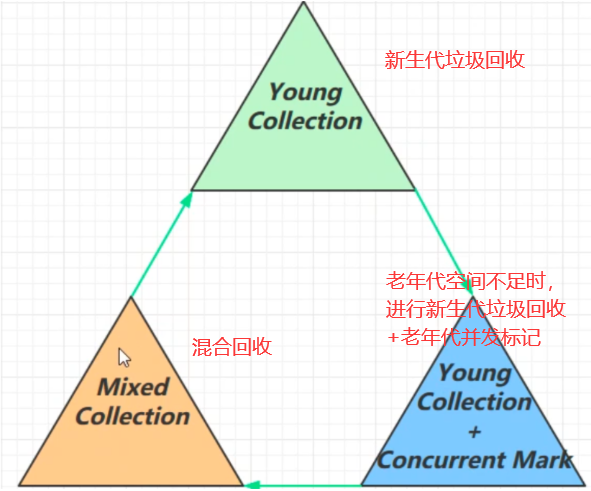 Young
Collection
新生代垃圾回收
老年代空间不足时，
进行新生代垃圾回收
+老年代并发标记
混合回收
Mixed
Collection
Young
Collection
+
Concurrent Mark